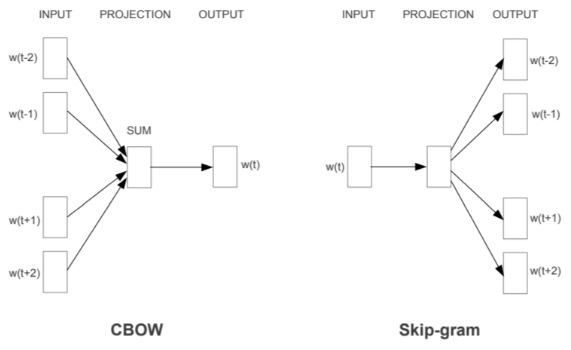 INPUT PROJECTION OUTPUT
w(t-2)
w(t-1)
SUM
w(t)
w(t+1)
w(t+2)
CBOW
INPUT PROJECTION OUTPUT
w(t-2)
w(t-1)
w(t)
w(t+1)
w(t+2)
Skip-gram